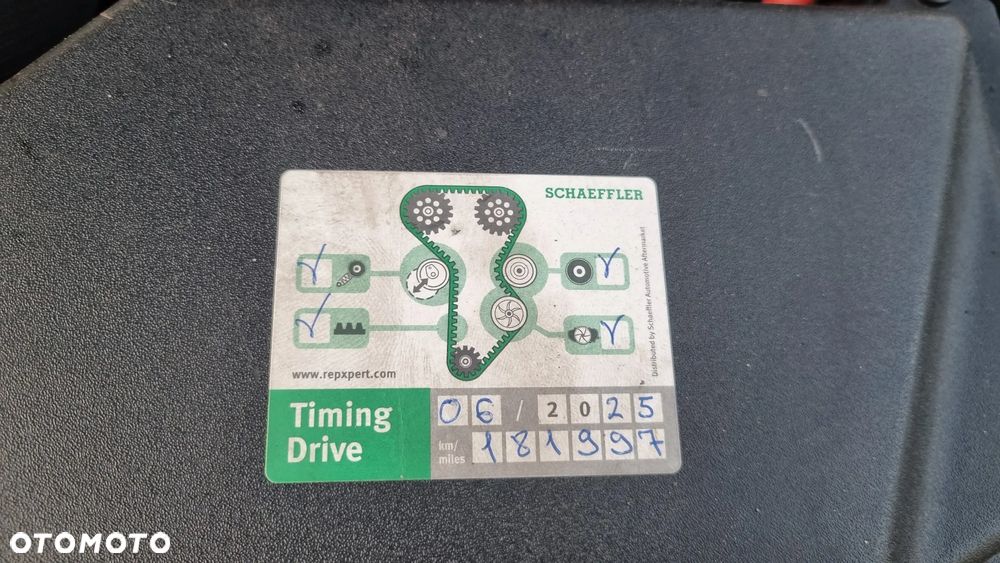 SCHAEFFLER
Distributed by Schaeffler Automotive Aftermarket
www.repxpert.com
Timing
Drive
06 / 2025
km/
miles
181997
OTOMOTO